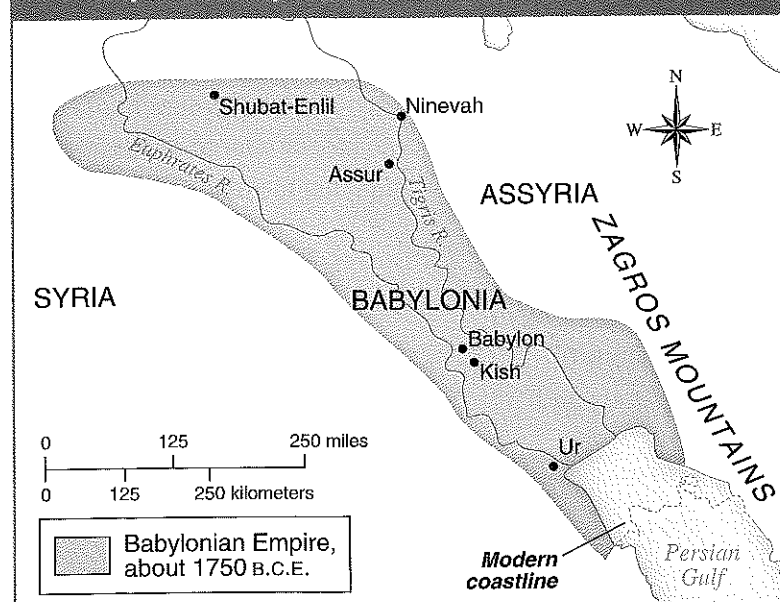 N
W E
S
Shubat-Enlil
Ninevah
Euphrates R.
Assur
Tigris R.
ASSYRIA
ZAGROS MOUNTAINS
SYRIA
BABYLONIA
Babylon
Kish
Ur
0 125 250 miles
0 125 250 kilometers
Babylonian Empire,
about 1750 B.C.E.
Modern
coastline
Persian
Gulf